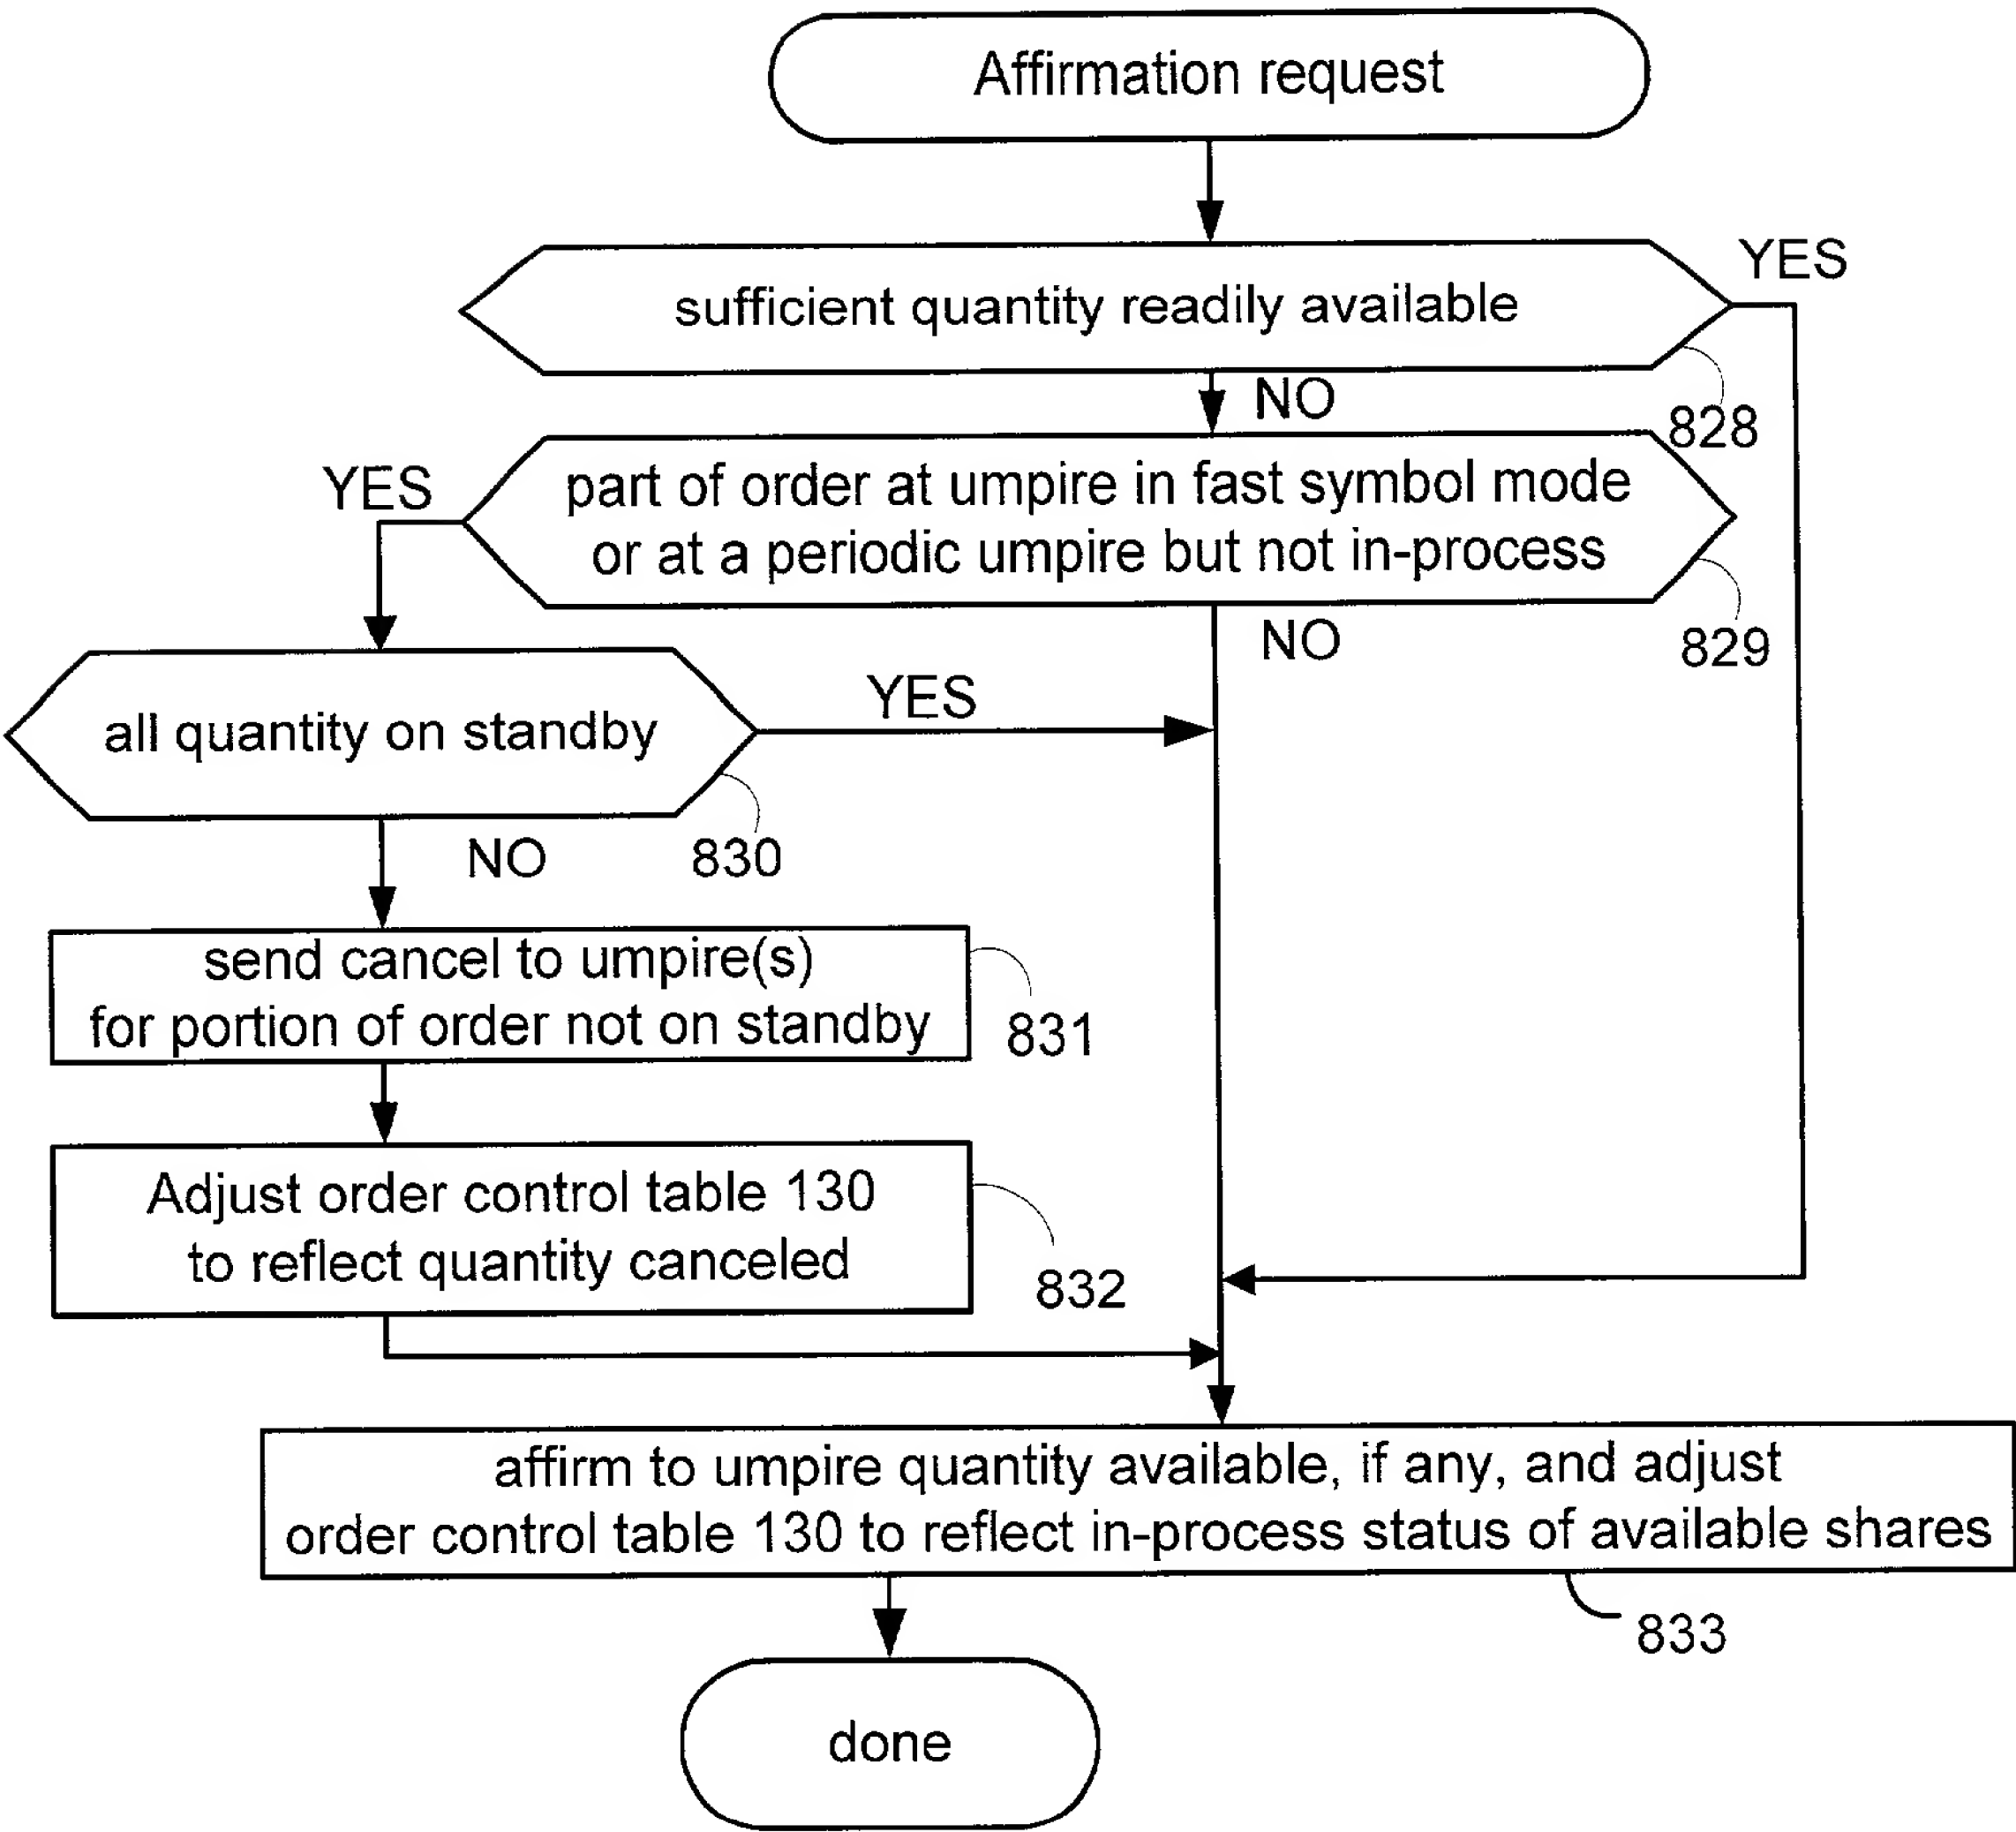 Affirmation request
YES
sufficient quantity readily available
NO
828
YES
part of order at umpire in fast symbol mode
or at a periodic umpire but not in-process
NO
829
YES
all quantity on standby
NO
830
send cancel to umpire(s)
for portion of order not on standby
831
Adjust order control table 130
to reflect quantity canceled
832
affirm to umpire quantity available, if any, and adjust
order control table 130 to reflect in-process status of available shares
833
done